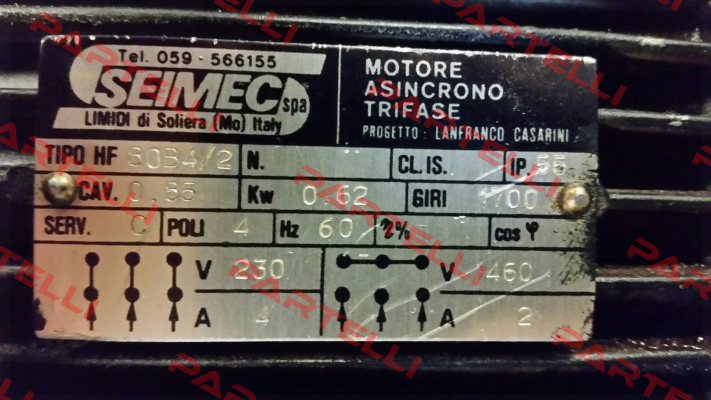 Tel. 059 - 566155
SEIMEC spa
LIMIDI di Soliera (Mo) Italy
MOTORE
ASINCRONO
TRIFASE
PROGETTO : LANFRANCO CASARINI
TIPO HF 80B4/2 N. CL. IS. IP 55
CAV. 0,85 Kw 0,62 GIRI 1700
SERV. C POLI 4 Hz 60 η% cos φ
V 230 V 460
A 4 A 2
PARTELLI